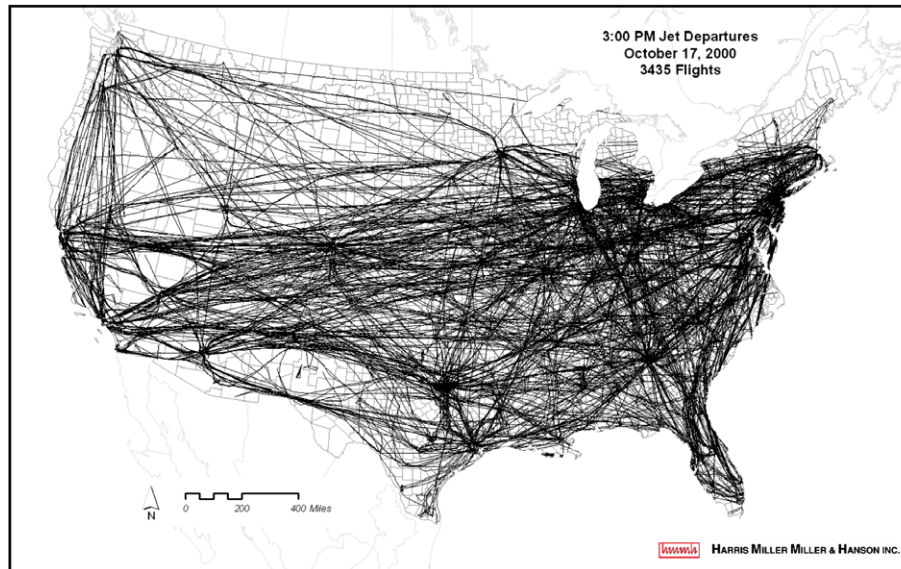 3:00 PM Jet Departures
October 17, 2000
3435 Flights
N
0 200 400 Miles
HARRIS MILLER MILLER & HANSON INC.